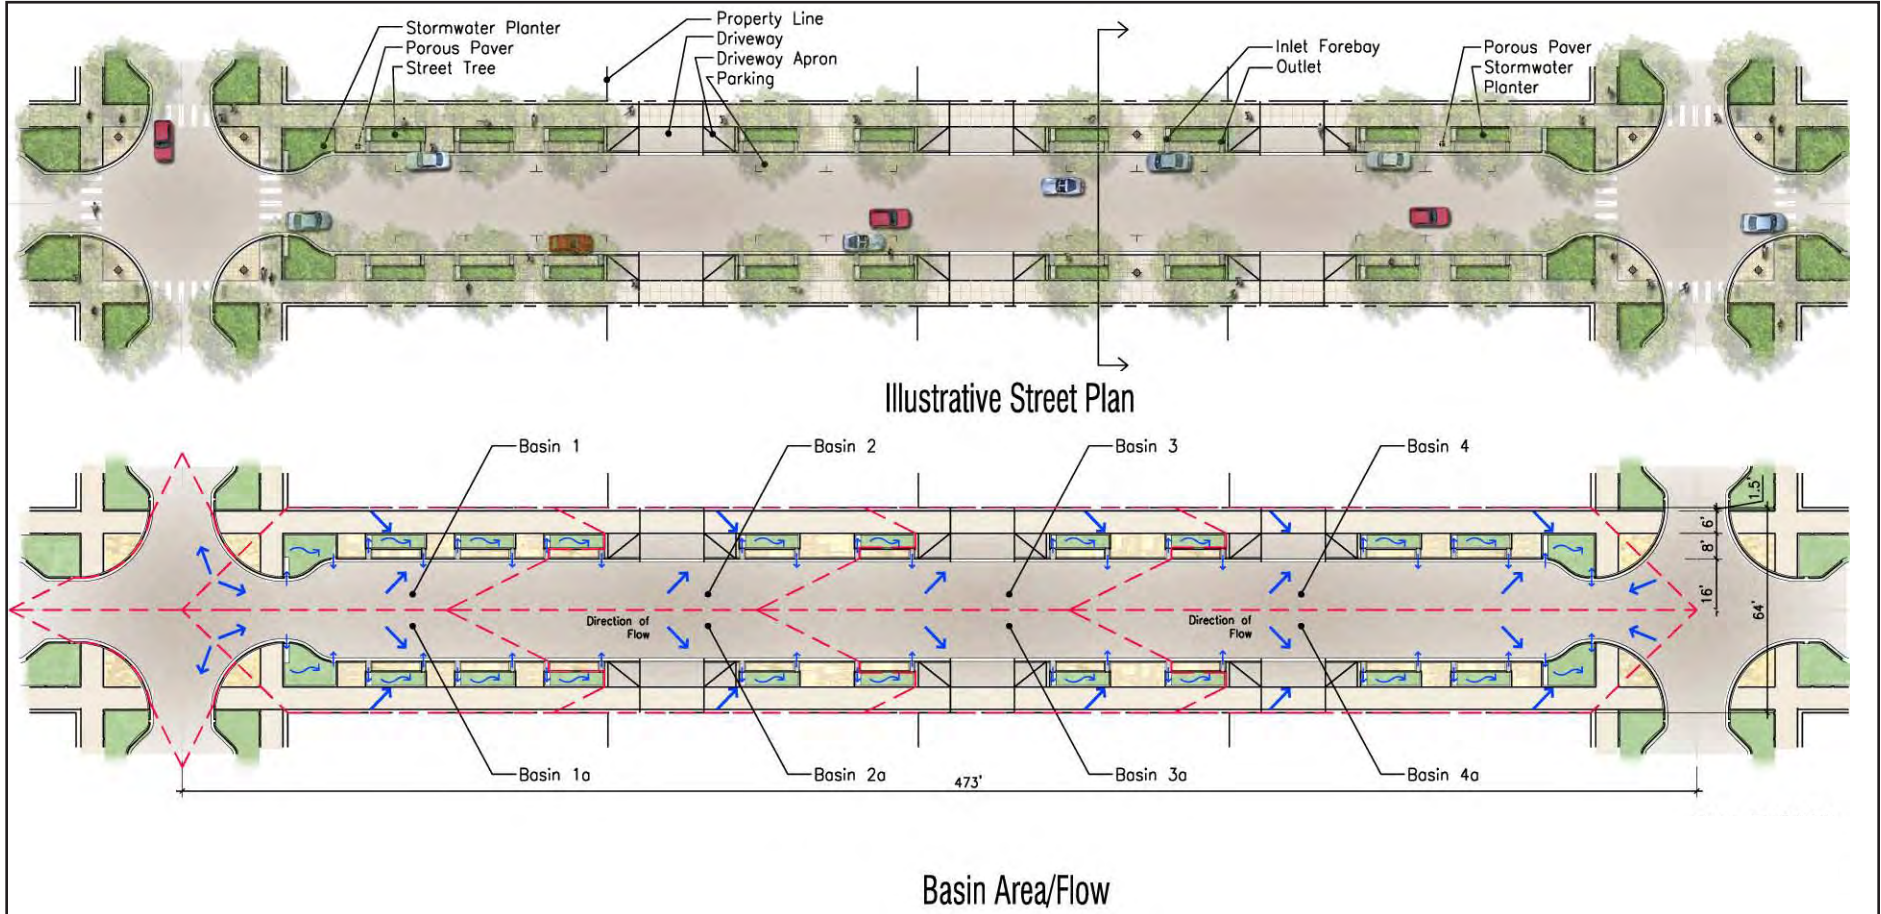 Stormwater Planter
Porous Paver
Street Tree
Property Line
Driveway
Driveway Apron
Parking
Inlet Forebay
Outlet
Porous Paver
Stormwater
Planter
Illustrative Street Plan
Basin 1
Basin 2
Basin 3
Basin 4
1.5'
6'
8'
16'
64'
Direction of
Flow
Direction of
Flow
Basin 1a
Basin 2a
Basin 3a
Basin 4a
473'
Basin Area/Flow